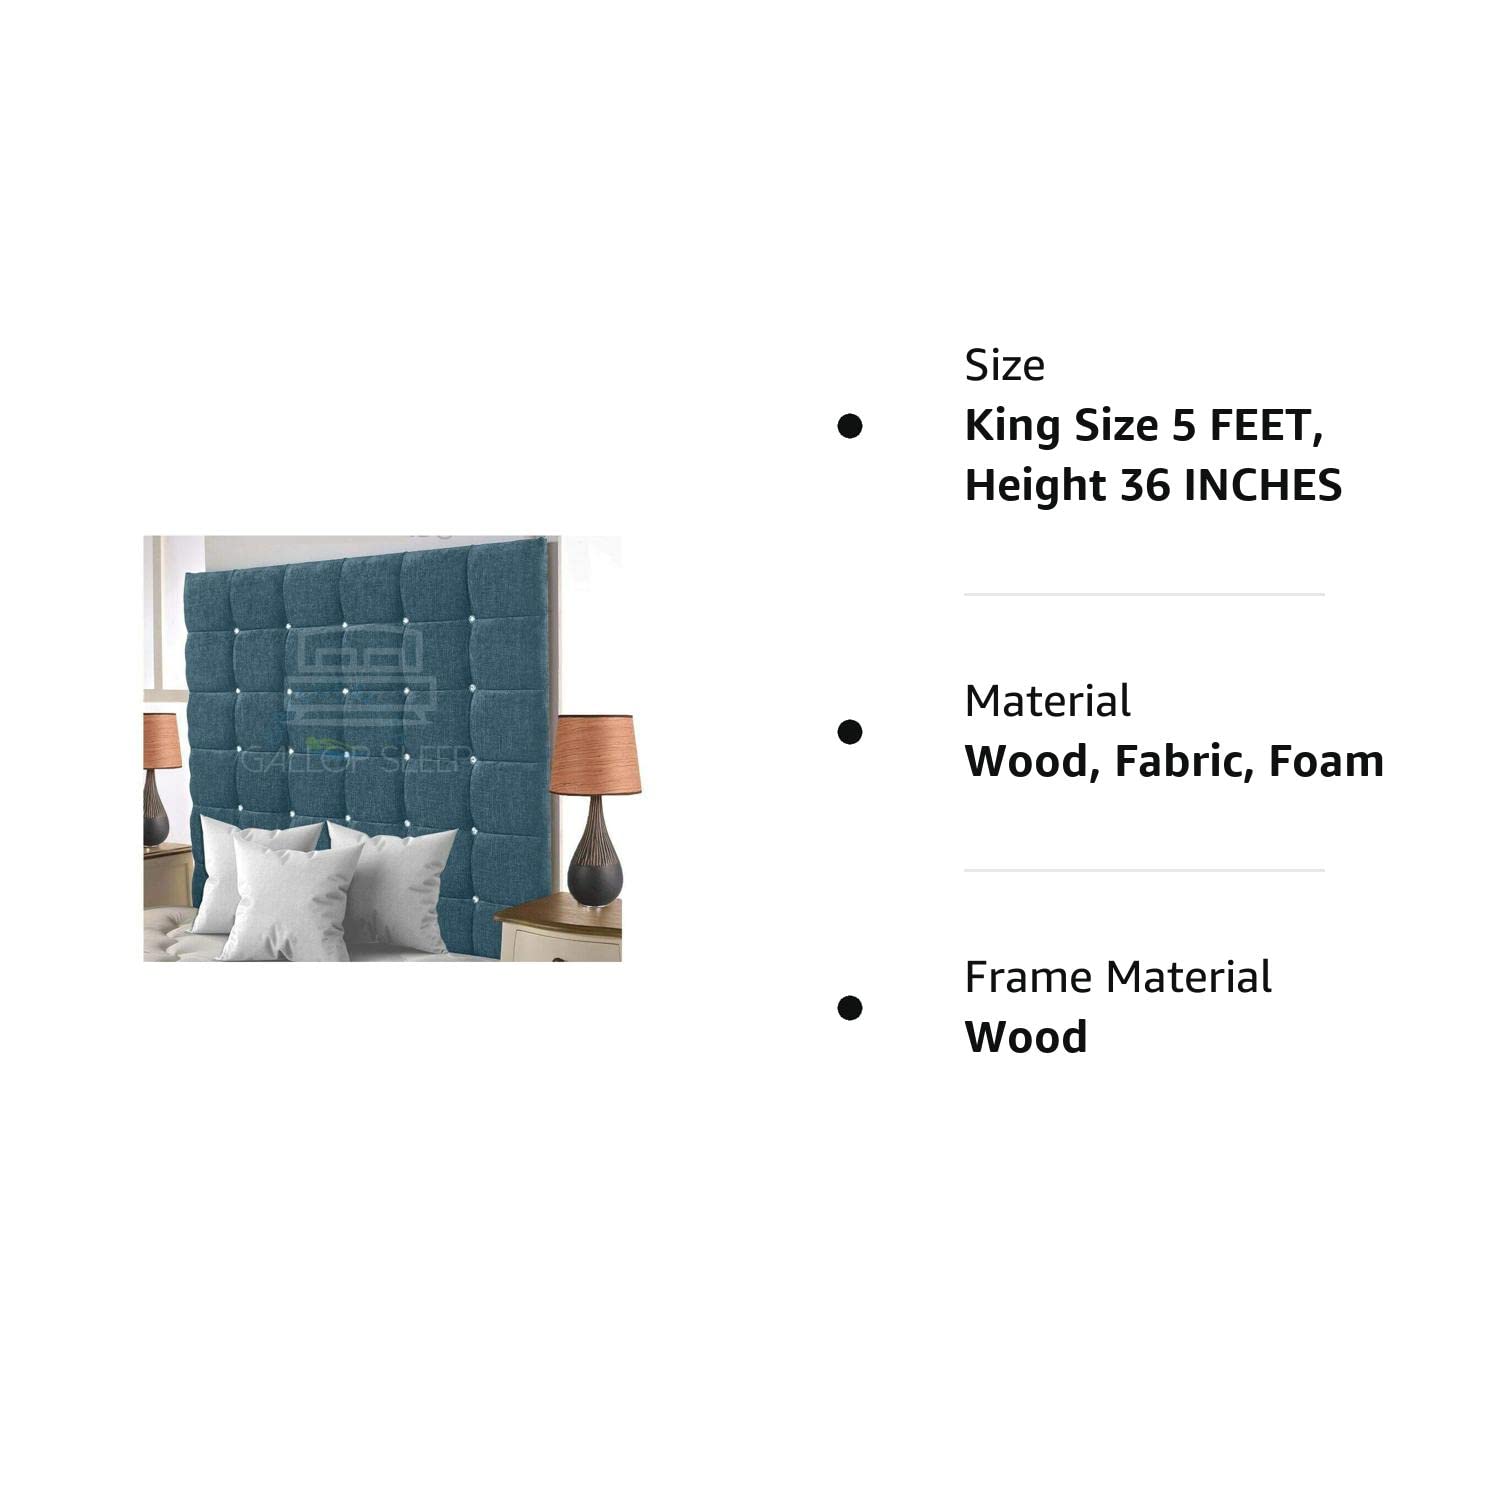 Size
King Size 5 FEET,
Height 36 INCHES
Material
Wood, Fabric, Foam
Frame Material
Wood
GALLOP SLEEP